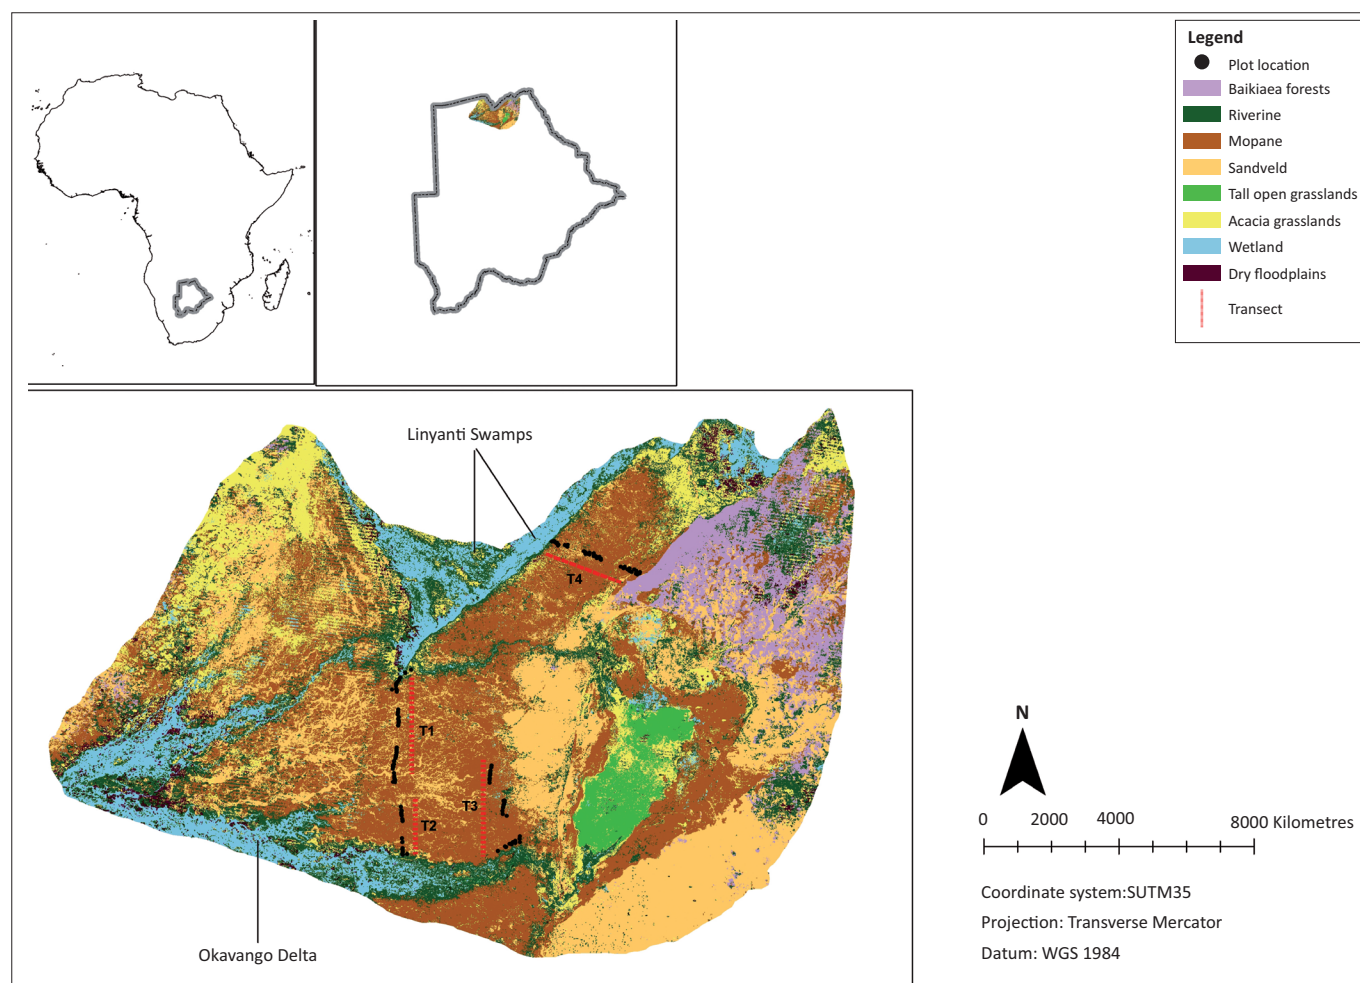 Legend
Plot location
Baikiaea forests
Riverine
Mopane
Sandveld
Tall open grasslands
Acacia grasslands
Wetland
Dry floodplains
Transect
Linyanti Swamps
T4
T1
T3
T2
Okavango Delta
N
0 2000 4000 8000 Kilometres
Coordinate system:SUTM35
Projection: Transverse Mercator
Datum: WGS 1984